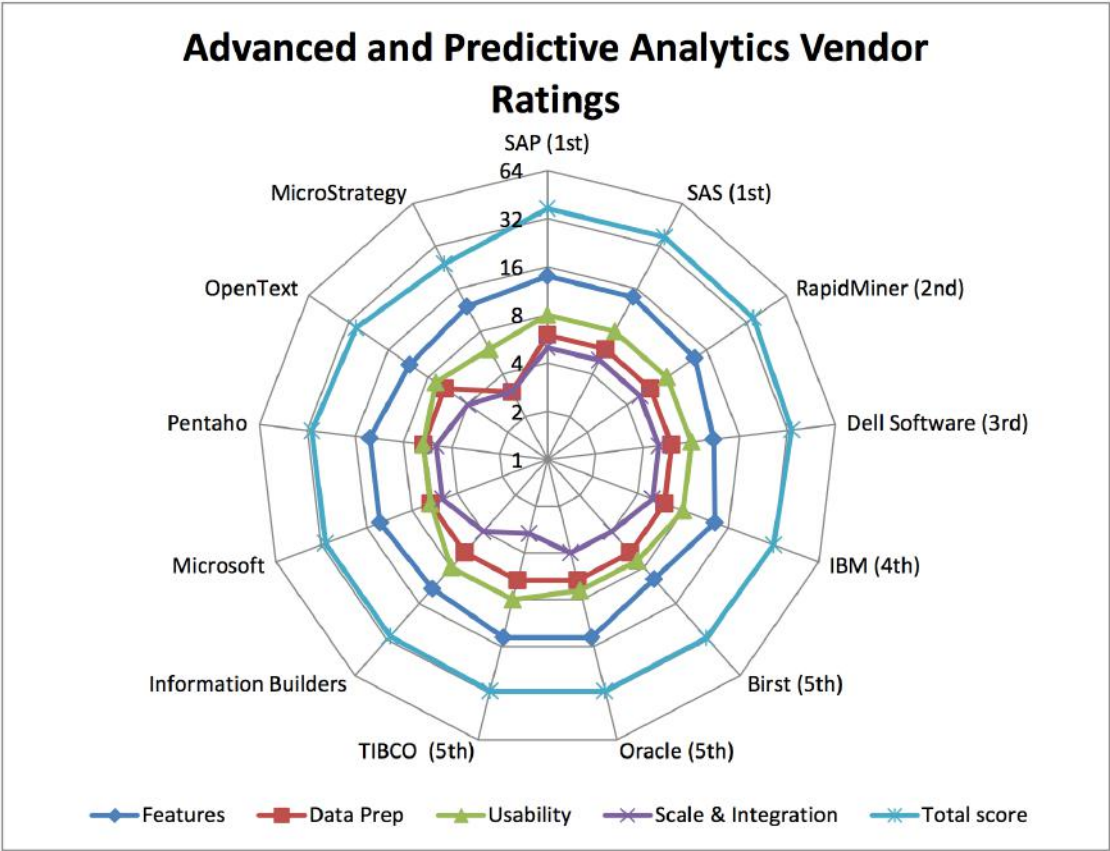 Advanced and Predictive Analytics Vendor
Ratings
SAP (1st)
64
MicroStrategy
SAS (1st)
32
16
OpenText
RapidMiner (2nd)
8
4
2
Pentaho
Dell Software (3rd)
1
Microsoft
IBM (4th)
Information Builders
Birst (5th)
TIBCO  (5th)
Oracle (5th)
Features
Data Prep
Usability
Scale & Integration
Total score